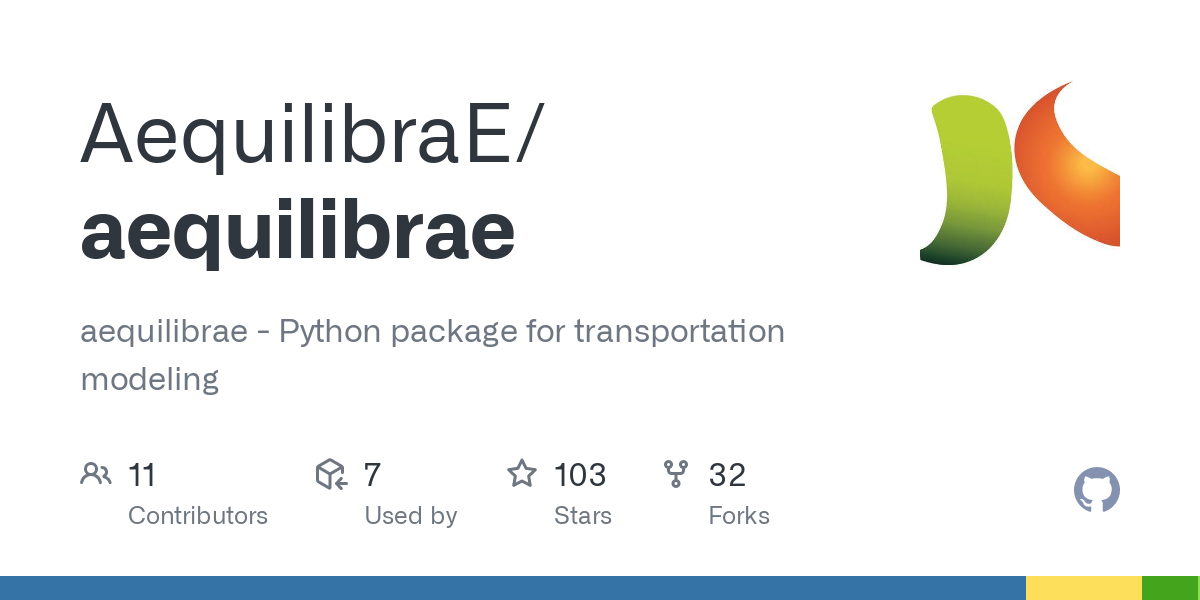 AequilibraE/
aequilibrae
aequilibrae - Python package for transportation
modeling
11 7 103 32
Contributors Used by Stars Forks